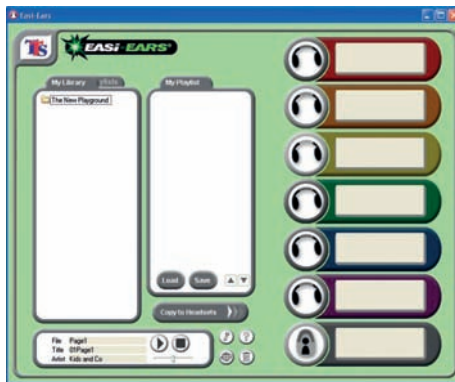 Easi-Ears
TTS
EASI-EARS®
My Library
My Playlist
The New Playground
Load
Save
Copy to Headsets
File Page1
Title 01Page1
Artist Kids and Co
?